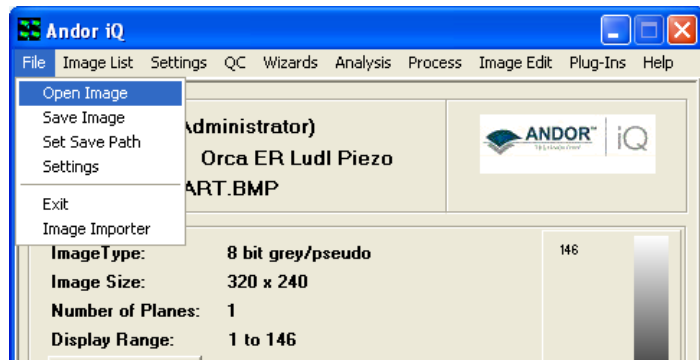 Andor iQ
File Image List Settings QC Wizards Analysis Process Image Edit Plug-Ins Help
Open Image
Save Image
Set Save Path
Settings
Exit
Image Importer
Administrator)
Orca ER Ludl Piezo
ART.BMP
ANDOR™ iQ
ImageType: 8 bit grey/pseudo
Image Size: 320 x 240
Number of Planes: 1
Display Range: 1 to 146
146